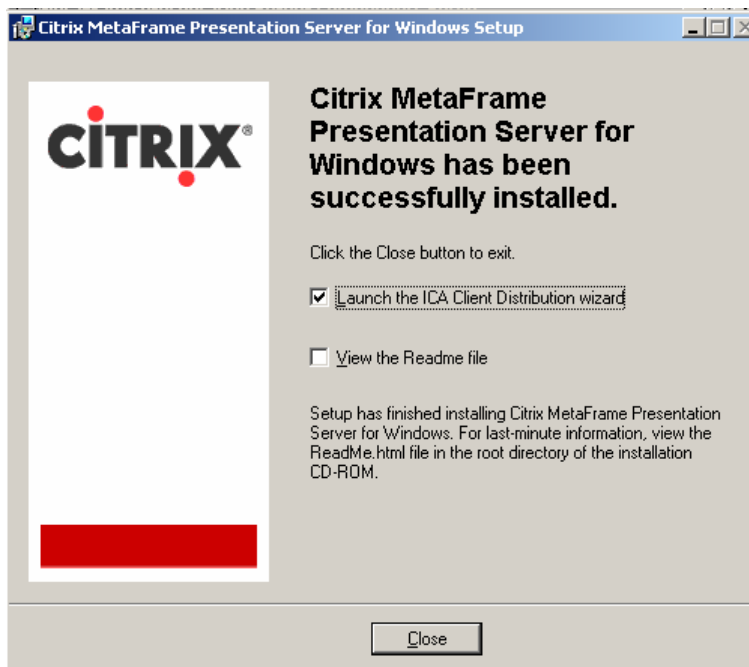 Citrix MetaFrame Presentation Server for Windows Setup
CİTRIX®
Citrix MetaFrame
Presentation Server for
Windows has been
successfully installed.
Click the Close button to exit.
Launch the ICA Client Distribution wizard
View the Readme file
Setup has finished installing Citrix MetaFrame Presentation
Server for Windows. For last-minute information, view the
ReadMe.html file in the root directory of the installation
CD-ROM.
Close